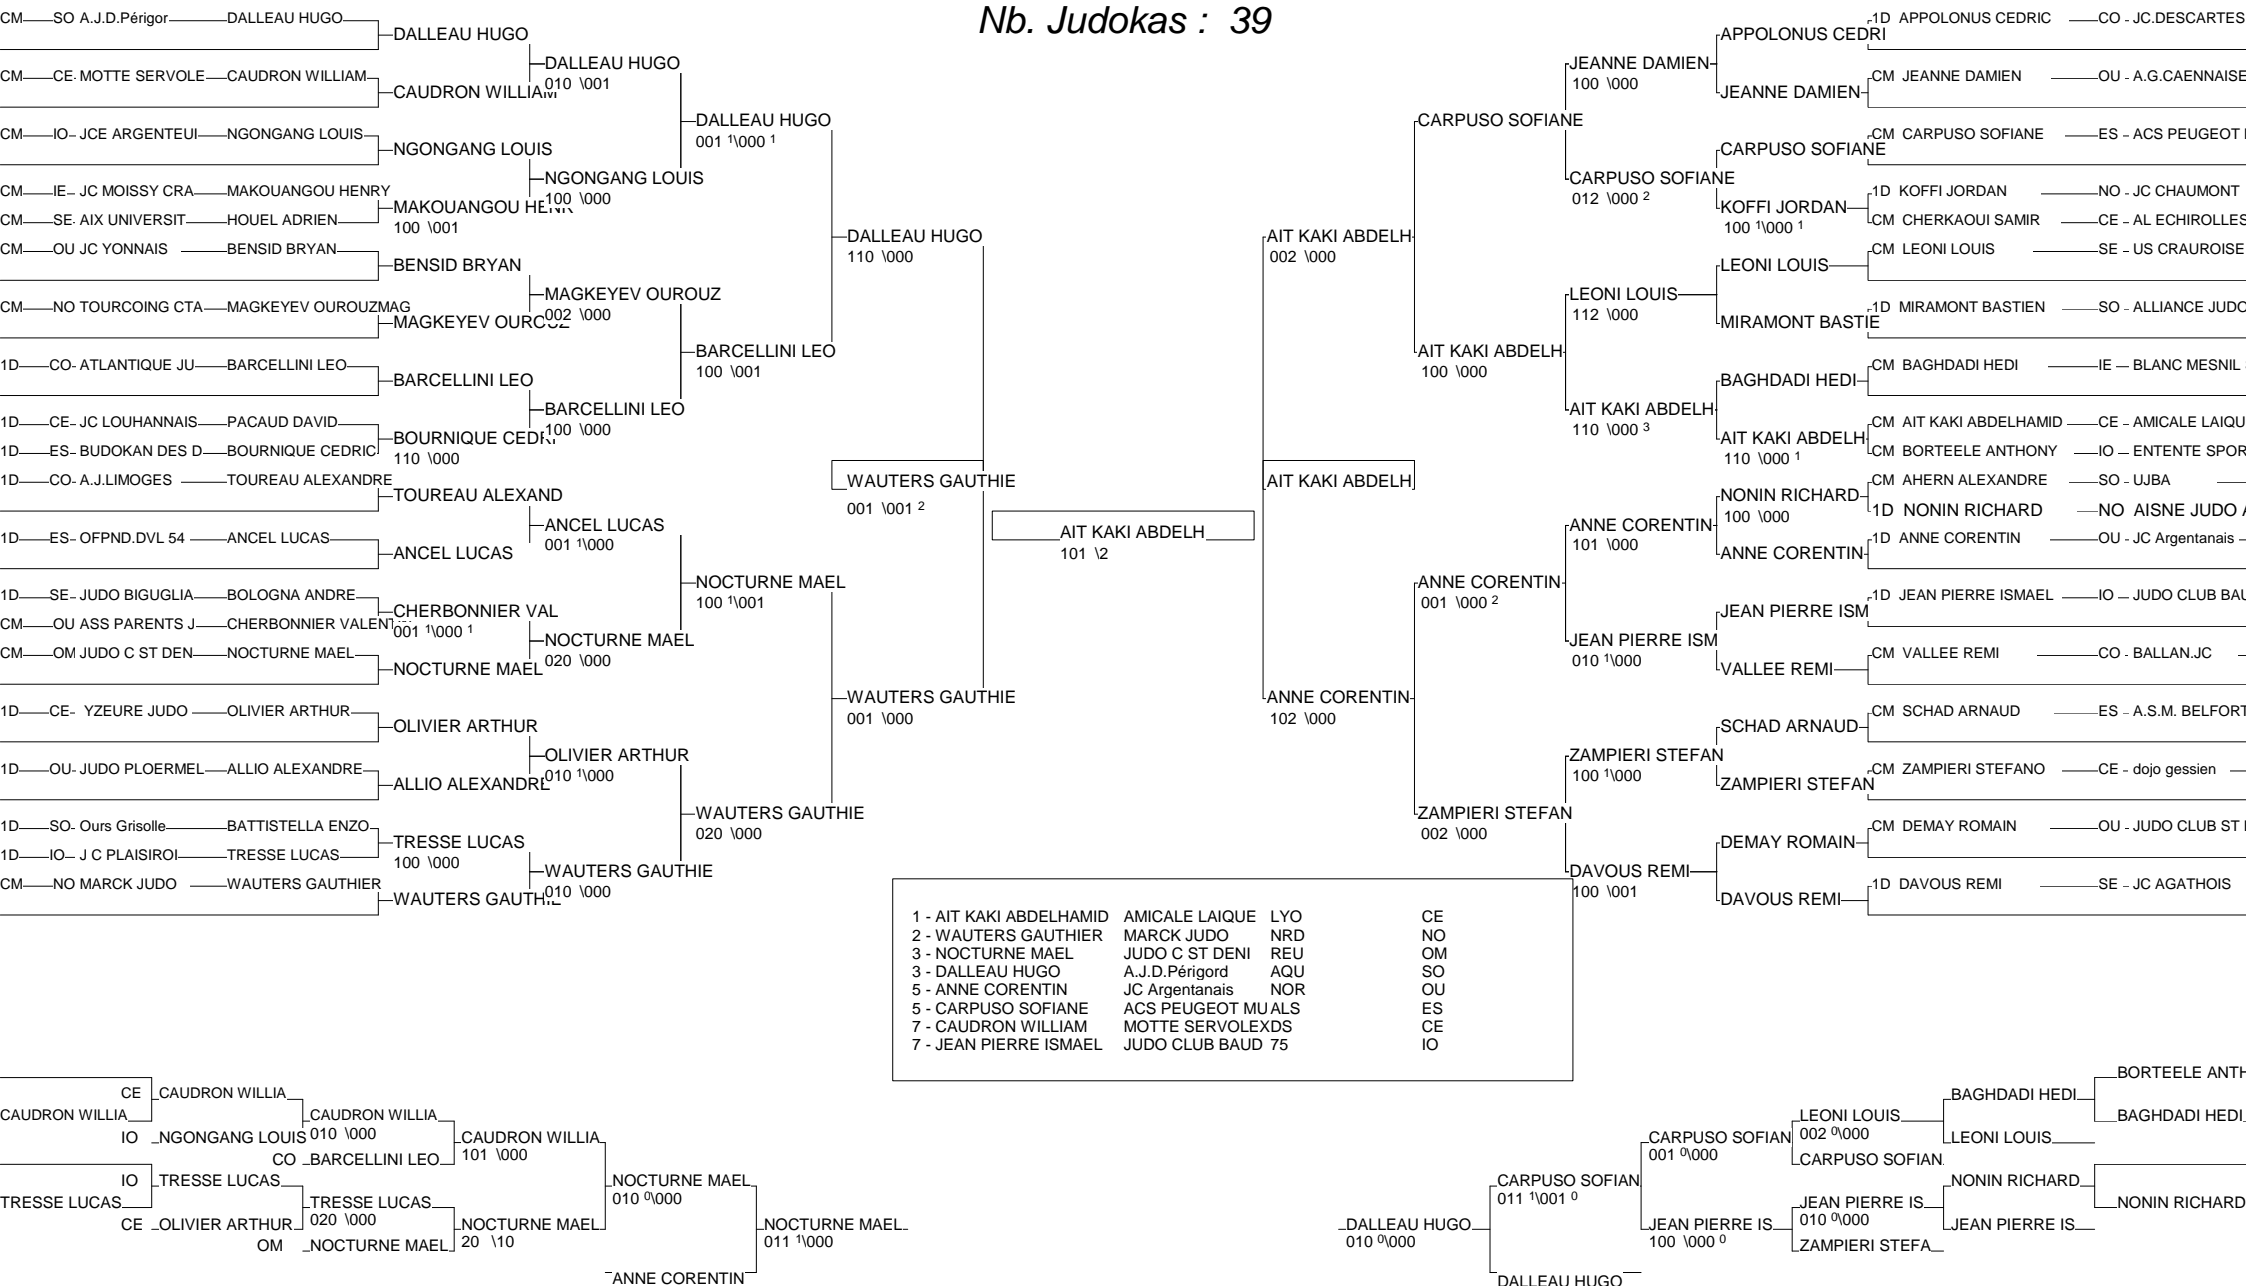 Nb. Judokas : 39
CM SO A.J.D.Périgor DALLEAU HUGO
CM CE- MOTTE SERVOLE CAUDRON WILLIAM
CM IO- JCE ARGENTEUI NGONGANG LOUIS
CM IE- JC MOISSY CRA MAKOUANGOU HENRY
CM SE- AIX UNIVERSIT HOUEL ADRIEN
CM OU JC YONNAIS BENSID BRYAN
CM NO TOURCOING CTA MAGKEYEV OUROUZMAG
1D CO- ATLANTIQUE JU BARCELLINI LEO
1D CE- JC LOUHANNAIS PACAUD DAVID
1D ES- BUDOKAN DES D BOURNIQUE CEDRIC
1D CO- A.J.LIMOGES TOUREAU ALEXANDRE
1D ES- OFPND.DVL 54 ANCEL LUCAS
1D SE- JUDO BIGUGLIA BOLOGNA ANDRE
CM OU ASS PARENTS J CHERBONNIER VALENT
CM OM JUDO C ST DEN NOCTURNE MAEL
1D CE- YZEURE JUDO OLIVIER ARTHUR
1D OU- JUDO PLOERMEL ALLIO ALEXANDRE
1D SO- Ours Grisolle BATTISTELLA ENZO
1D IO- J C PLAISIROI TRESSE LUCAS
CM NO MARCK JUDO WAUTERS GAUTHIER
DALLEAU HUGO
CAUDRON WILLIAM
NGONGANG LOUIS
MAKOUANGOU HENR
100 \001
BENSID BRYAN
MAGKEYEV OUROUZ
BARCELLINI LEO
BOURNIQUE CEDRI
110 \000
TOUREAU ALEXAND
ANCEL LUCAS
CHERBONNIER VAL
001 1\000 1
NOCTURNE MAEL
OLIVIER ARTHUR
ALLIO ALEXANDRE
TRESSE LUCAS
100 \000
WAUTERS GAUTHIE
DALLEAU HUGO
010 \001
NGONGANG LOUIS
100 \000
MAGKEYEV OUROUZ
002 \000
BARCELLINI LEO
100 \000
ANCEL LUCAS
001 1\000
NOCTURNE MAEL
020 \000
OLIVIER ARTHUR
010 1\000
WAUTERS GAUTHIE
010 \000
DALLEAU HUGO
001 1\000 1
BARCELLINI LEO
100 \001
NOCTURNE MAEL
100 1\001
WAUTERS GAUTHIE
020 \000
DALLEAU HUGO
110 \000
WAUTERS GAUTHIE
001 \000
WAUTERS GAUTHIE
001 \001 2
AIT KAKI ABDELH
101 \2
AIT KAKI ABDELH
AIT KAKI ABDELH
002 \000
ANNE CORENTIN
102 \000
CARPUSO SOFIANE
AIT KAKI ABDELH
100 \000
ANNE CORENTIN
001 \000 2
ZAMPIERI STEFAN
002 \000
JEANNE DAMIEN
100 \000
CARPUSO SOFIANE
012 \000 2
LEONI LOUIS
112 \000
AIT KAKI ABDELH
110 \000 3
ANNE CORENTIN
101 \000
JEAN PIERRE ISM
010 1\000
ZAMPIERI STEFAN
100 1\000
DAVOUS REMI
100 \001
APPOLONUS CEDRI
JEANNE DAMIEN
CARPUSO SOFIANE
KOFFI JORDAN
100 1\000 1
LEONI LOUIS
MIRAMONT BASTIE
BAGHDADI HEDI
AIT KAKI ABDELH
110 \000 1
NONIN RICHARD
100 \000
ANNE CORENTIN
JEAN PIERRE ISM
VALLEE REMI
SCHAD ARNAUD
ZAMPIERI STEFAN
DEMAY ROMAIN
DAVOUS REMI
1D APPOLONUS CEDRIC CO - JC.DESCARTES
CM JEANNE DAMIEN OU - A.G.CAENNAISE
CM CARPUSO SOFIANE ES - ACS PEUGEOT
1D KOFFI JORDAN NO - JC CHAUMONT
CM CHERKAOUI SAMIR CE - AL ECHIROLLES
CM LEONI LOUIS SE - US CRAUROISE
1D MIRAMONT BASTIEN SO - ALLIANCE JUDO
CM BAGHDADI HEDI IE - BLANC MESNIL
CM AIT KAKI ABDELHAMID CE - AMICALE LAIQU
CM BORTEELE ANTHONY IO - ENTENTE SPOR
CM AHERN ALEXANDRE SO - UJBA
1D NONIN RICHARD NO AISNE JUDO A
1D ANNE CORENTIN OU - JC Argentanais
1D JEAN PIERRE ISMAEL IO - JUDO CLUB BAU
CM VALLEE REMI CO - BALLAN.JC
CM SCHAD ARNAUD ES - A.S.M. BELFORT
CM ZAMPIERI STEFANO CE - dojo gessien
CM DEMAY ROMAIN OU - JUDO CLUB ST
1D DAVOUS REMI SE - JC AGATHOIS
1 - AIT KAKI ABDELHAMID AMICALE LAIQUE LYO CE
2 - WAUTERS GAUTHIER MARCK JUDO NRD NO
3 - NOCTURNE MAEL JUDO C ST DENI REU OM
3 - DALLEAU HUGO A.J.D.Périgord AQU SO
5 - ANNE CORENTIN JC Argentanais NOR OU
5 - CARPUSO SOFIANE ACS PEUGEOT MU ALS ES
7 - CAUDRON WILLIAM MOTTE SERVOLEX DS CE
7 - JEAN PIERRE ISMAEL JUDO CLUB BAUD 75 IO
CE CAUDRON WILLIA
CAUDRON WILLIA
IO NGONGANG LOUIS
CAUDRON WILLIA
010 \000
CO BARCELLINI LEO
CAUDRON WILLIA
101 \000
IO TRESSE LUCAS
TRESSE LUCAS
CE OLIVIER ARTHUR
TRESSE LUCAS
020 \000
OM NOCTURNE MAEL
NOCTURNE MAEL
20 \10
NOCTURNE MAEL
010 0\000
ANNE CORENTIN
NOCTURNE MAEL
011 1\000
DALLEAU HUGO
010 0\000
CARPUSO SOFIAN
011 1\001 0
DALLEAU HUGO
CARPUSO SOFIAN
001 0\000
JEAN PIERRE IS
100 \000 0
LEONI LOUIS
002 0\000
CARPUSO SOFIAN
JEAN PIERRE IS
010 0\000
ZAMPIERI STEFA
BAGHDADI HEDI
LEONI LOUIS
NONIN RICHARD
JEAN PIERRE IS
BORTEELE ANTH
BAGHDADI HEDI
NONIN RICHARD